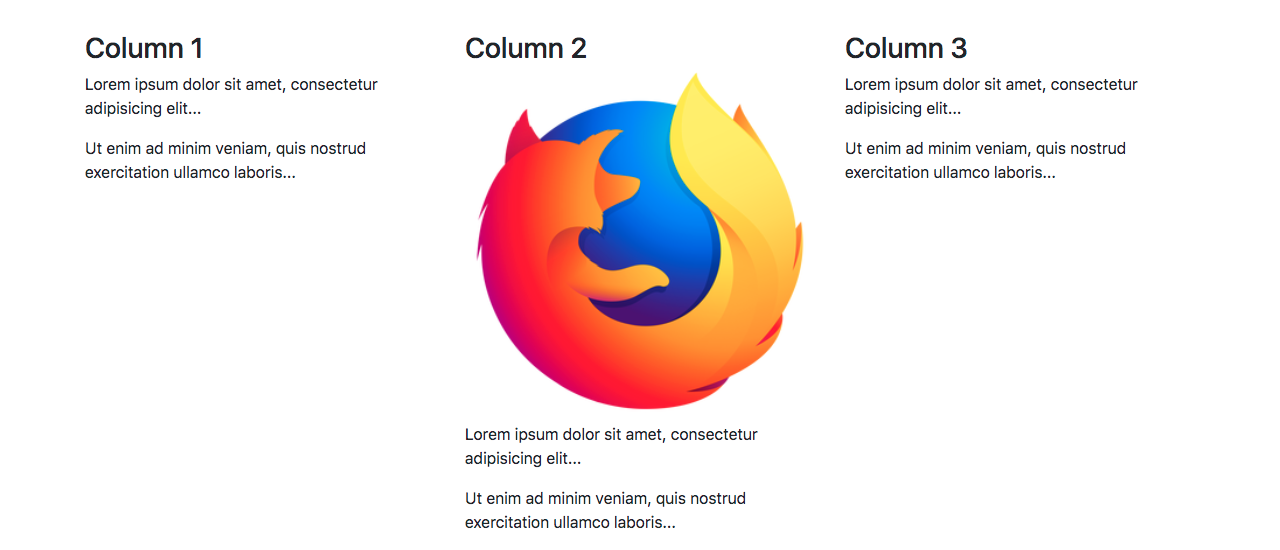 Column 1
Lorem ipsum dolor sit amet, consectetur
adipisicing elit...
Ut enim ad minim veniam, quis nostrud
exercitation ullamco laboris...
Column 2
Lorem ipsum dolor sit amet, consectetur
adipisicing elit...
Ut enim ad minim veniam, quis nostrud
exercitation ullamco laboris...
Column 3
Lorem ipsum dolor sit amet, consectetur
adipisicing elit...
Ut enim ad minim veniam, quis nostrud
exercitation ullamco laboris...